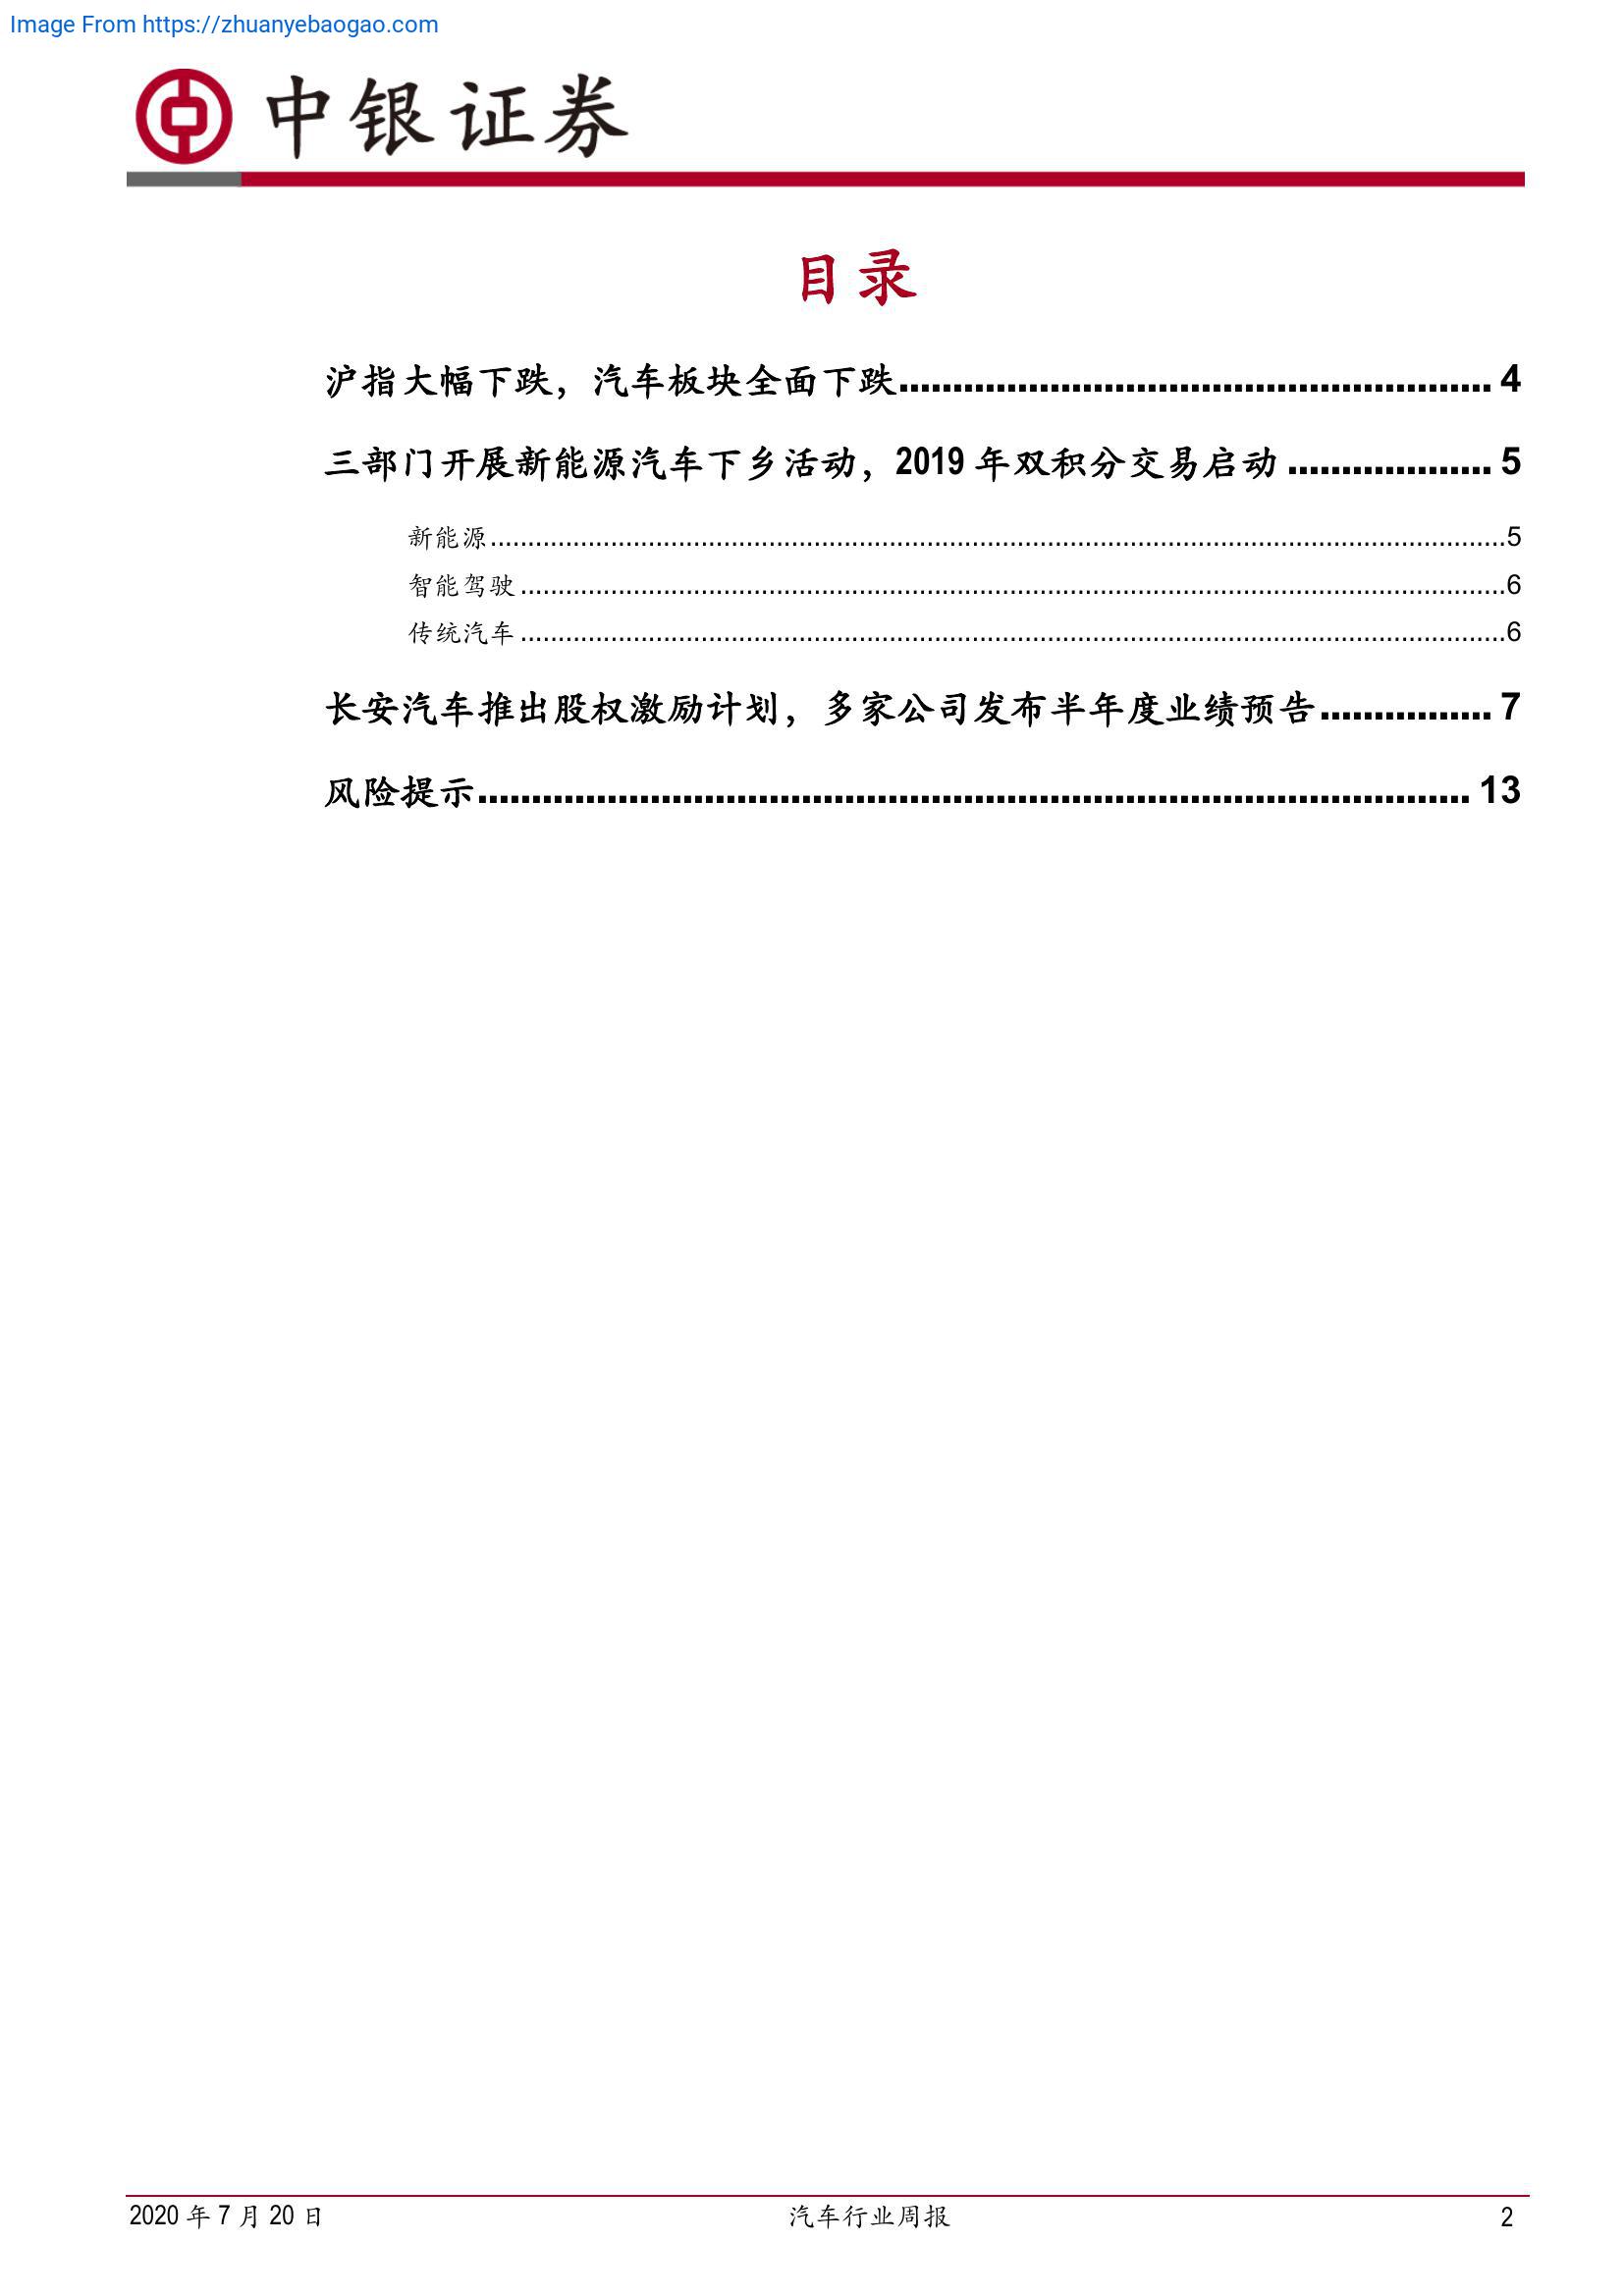 Image From https://zhuanyebaogao.com
中银证券
目录
沪指大幅下跌，汽车板块全面下跌....................................................... 4
三部门开展新能源汽车下乡活动，2019 年双积分交易启动................... 5
新能源.......................................................................................................................................5
智能驾驶...................................................................................................................................6
传统汽车...................................................................................................................................6
长安汽车推出股权激励计划，多家公司发布半年度业绩预告................ 7
风险提示............................................................................................ 13
2020 年 7 月 20 日 汽车行业周报 2